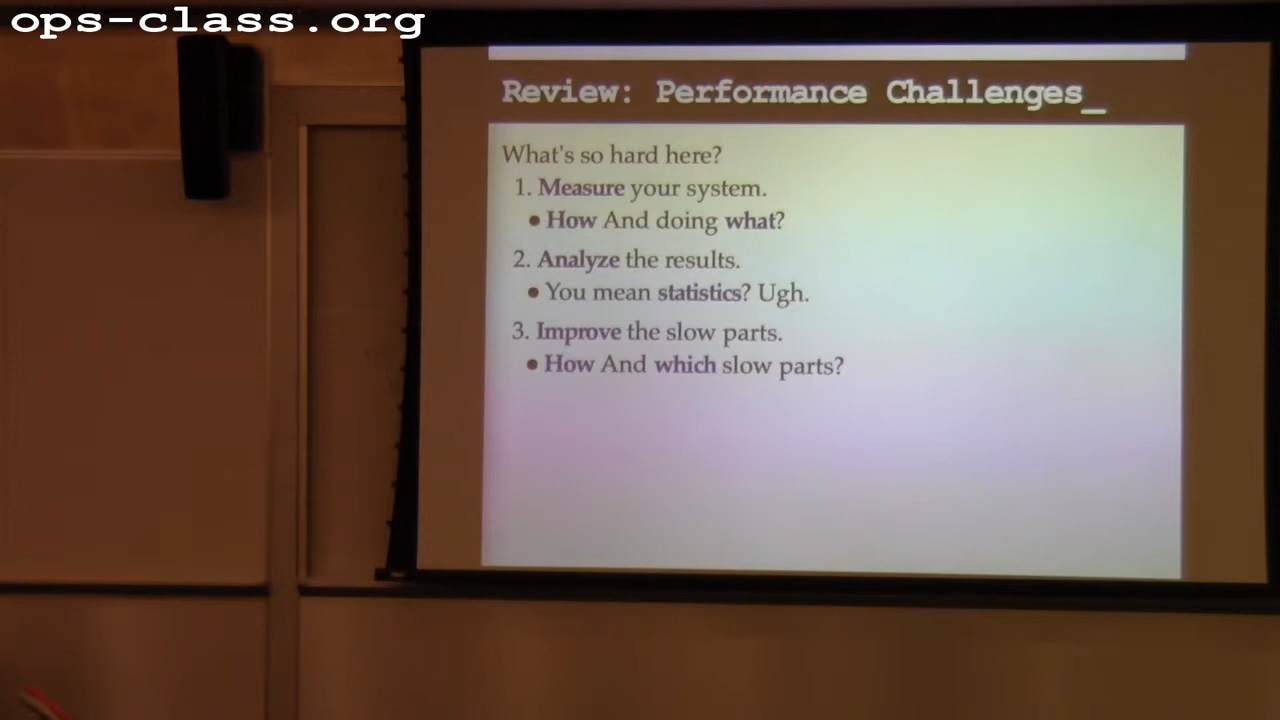 ops-class.org
Review: Performance Challenges_
What's so hard here?
1. Measure your system.
● How And doing what?
2. Analyze the results.
● You mean statistics? Ugh.
3. Improve the slow parts.
● How And which slow parts?